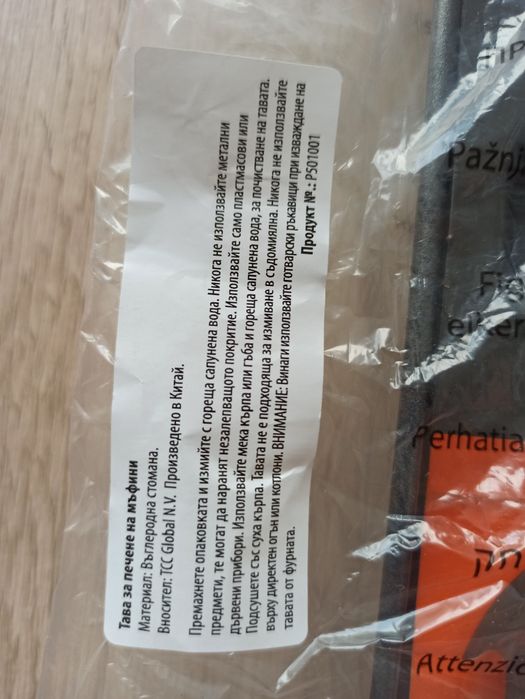 Тава за печене на мъфини
Материал: Въглеродна стомана.
Вносител: TCC Global N.V. Произведено в Китай.
Премахнете опаковката и измийте с гореща сапунена вода. Никога не използвайте метални
предмети, те могат да наранят незалепващото покритие. Използвайте само пластмасови или
дървени прибори. Използвайте мека кърпа или гъба и гореща сапунена вода, за почистване на тавата.
Подсушете със суха кърпа. Тавата не е подходяща за измиване в съдомиялна. Никога не използвайте
върху директен огън или котлони. ВНИМАНИЕ: Винаги използвайте готварски ръкавици при изваждане на
тавата от фурната.
Продукт №.: P501001
Pažnj
Fig
elker
Perhatia
Attenzio